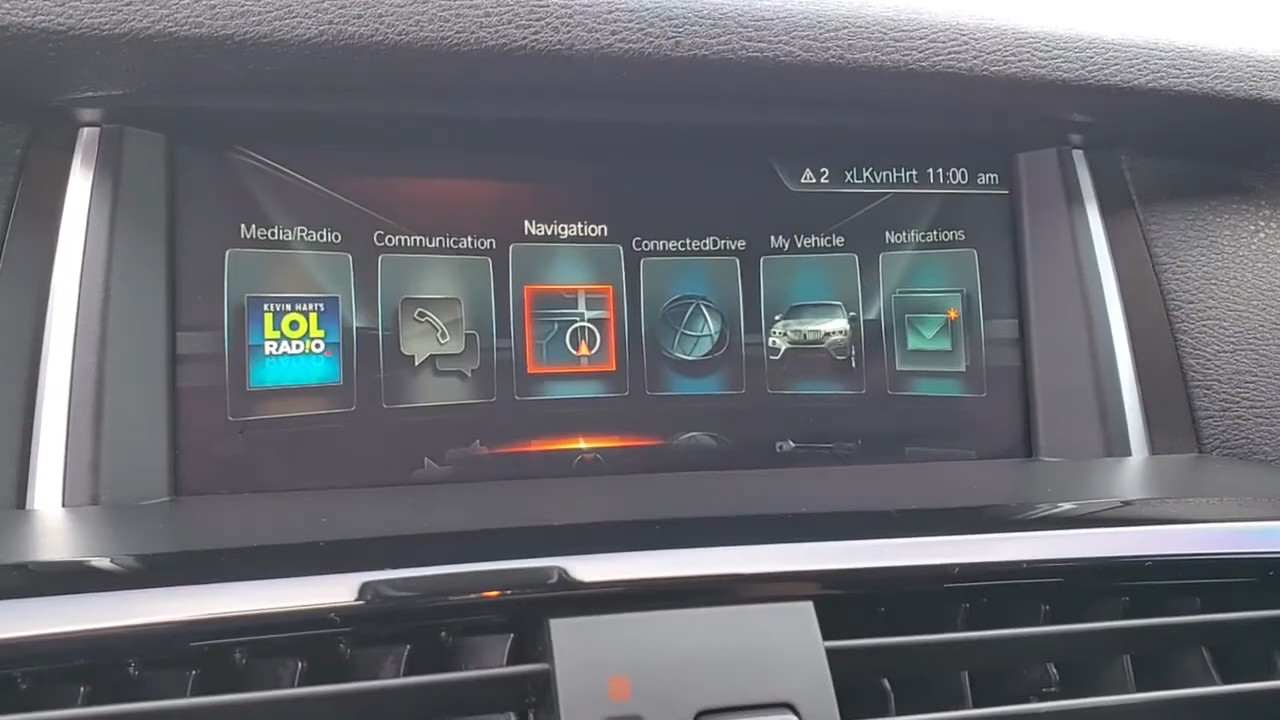 2 xLKvnHrt 11:00 am
Media/Radio
Communication
Navigation
ConnectedDrive
My Vehicle
Notifications
KEVIN HART'S
LOL
RADIO